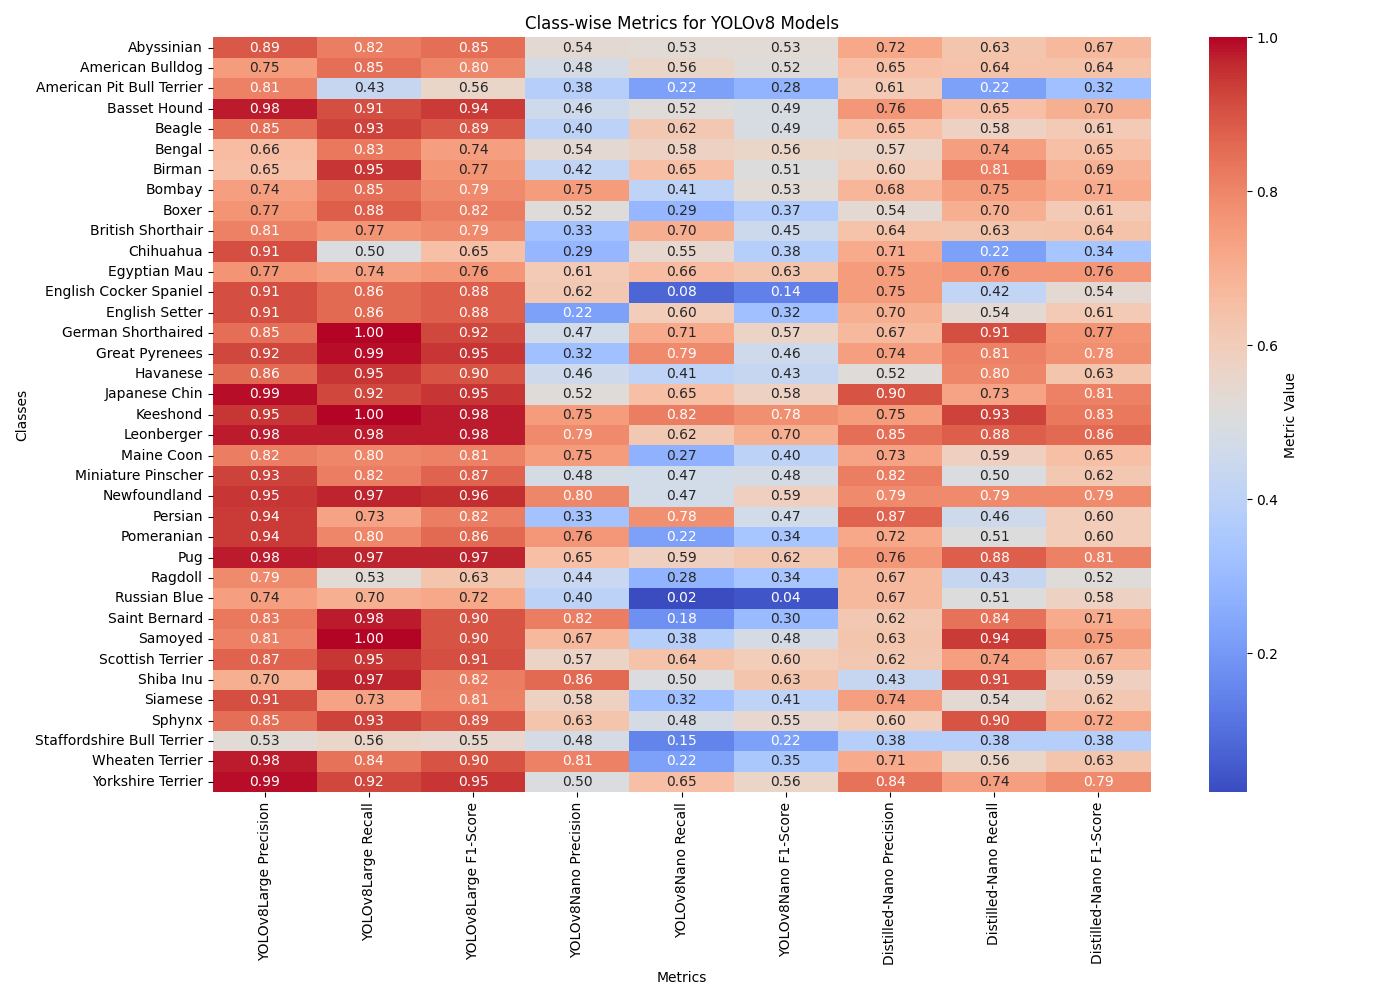 Class-wise Metrics for YOLOv8 Models
Abyssinian 0.89 0.82 0.85 0.54 0.53 0.53 0.72 0.63 0.67
American Bulldog 0.75 0.85 0.80 0.48 0.56 0.52 0.65 0.64 0.64
American Pit Bull Terrier 0.81 0.43 0.56 0.38 0.22 0.28 0.61 0.22 0.32
Basset Hound 0.98 0.91 0.94 0.46 0.52 0.49 0.76 0.65 0.70
Beagle 0.85 0.93 0.89 0.40 0.62 0.49 0.65 0.58 0.61
Bengal 0.66 0.83 0.74 0.54 0.58 0.56 0.57 0.74 0.65
Birman 0.65 0.95 0.77 0.42 0.65 0.51 0.60 0.81 0.69
Bombay 0.74 0.85 0.79 0.75 0.41 0.53 0.68 0.75 0.71
Boxer 0.77 0.88 0.82 0.52 0.29 0.37 0.54 0.70 0.61
British Shorthair 0.81 0.77 0.79 0.33 0.70 0.45 0.64 0.63 0.64
Chihuahua 0.91 0.50 0.65 0.29 0.55 0.38 0.71 0.22 0.34
Egyptian Mau 0.77 0.74 0.76 0.61 0.66 0.63 0.75 0.76 0.76
English Cocker Spaniel 0.91 0.86 0.88 0.62 0.08 0.14 0.75 0.42 0.54
English Setter 0.91 0.86 0.88 0.22 0.60 0.32 0.70 0.54 0.61
German Shorthaired 0.85 1.00 0.92 0.47 0.71 0.57 0.67 0.91 0.77
Great Pyrenees 0.92 0.99 0.95 0.32 0.79 0.46 0.74 0.81 0.78
Havanese 0.86 0.95 0.90 0.46 0.41 0.43 0.52 0.80 0.63
Japanese Chin 0.99 0.92 0.95 0.52 0.65 0.58 0.90 0.73 0.81
Keeshond 0.95 1.00 0.98 0.75 0.82 0.78 0.75 0.93 0.83
Leonberger 0.98 0.98 0.98 0.79 0.62 0.70 0.85 0.88 0.86
Maine Coon 0.82 0.80 0.81 0.75 0.27 0.40 0.73 0.59 0.65
Miniature Pinscher 0.93 0.82 0.87 0.48 0.47 0.48 0.82 0.50 0.62
Newfoundland 0.95 0.97 0.96 0.80 0.47 0.59 0.79 0.79 0.79
Persian 0.94 0.73 0.82 0.33 0.78 0.47 0.87 0.46 0.60
Pomeranian 0.94 0.80 0.86 0.76 0.22 0.34 0.72 0.51 0.60
Pug 0.98 0.97 0.97 0.65 0.59 0.62 0.76 0.88 0.81
Ragdoll 0.79 0.53 0.63 0.44 0.28 0.34 0.67 0.43 0.52
Russian Blue 0.74 0.70 0.72 0.40 0.02 0.04 0.67 0.51 0.58
Saint Bernard 0.83 0.98 0.90 0.82 0.18 0.30 0.62 0.84 0.71
Samoyed 0.81 1.00 0.90 0.67 0.38 0.48 0.63 0.94 0.75
Scottish Terrier 0.87 0.95 0.91 0.57 0.64 0.60 0.62 0.74 0.67
Shiba Inu 0.70 0.97 0.82 0.86 0.50 0.63 0.43 0.91 0.59
Siamese 0.91 0.73 0.81 0.58 0.32 0.41 0.74 0.54 0.62
Sphynx 0.85 0.93 0.89 0.63 0.48 0.55 0.60 0.90 0.72
Staffordshire Bull Terrier 0.53 0.56 0.55 0.48 0.15 0.22 0.38 0.38 0.38
Wheaten Terrier 0.98 0.84 0.90 0.81 0.22 0.35 0.71 0.56 0.63
Yorkshire Terrier 0.99 0.92 0.95 0.50 0.65 0.56 0.84 0.74 0.79
Classes
YOLOv8Large Precision
YOLOv8Large Recall
YOLOv8Large F1-Score
YOLOv8Nano Precision
YOLOv8Nano Recall
YOLOv8Nano F1-Score
Distilled-Nano Precision
Distilled-Nano Recall
Distilled-Nano F1-Score
Metrics
1.0
0.8
0.6
0.4
0.2
Metric Value